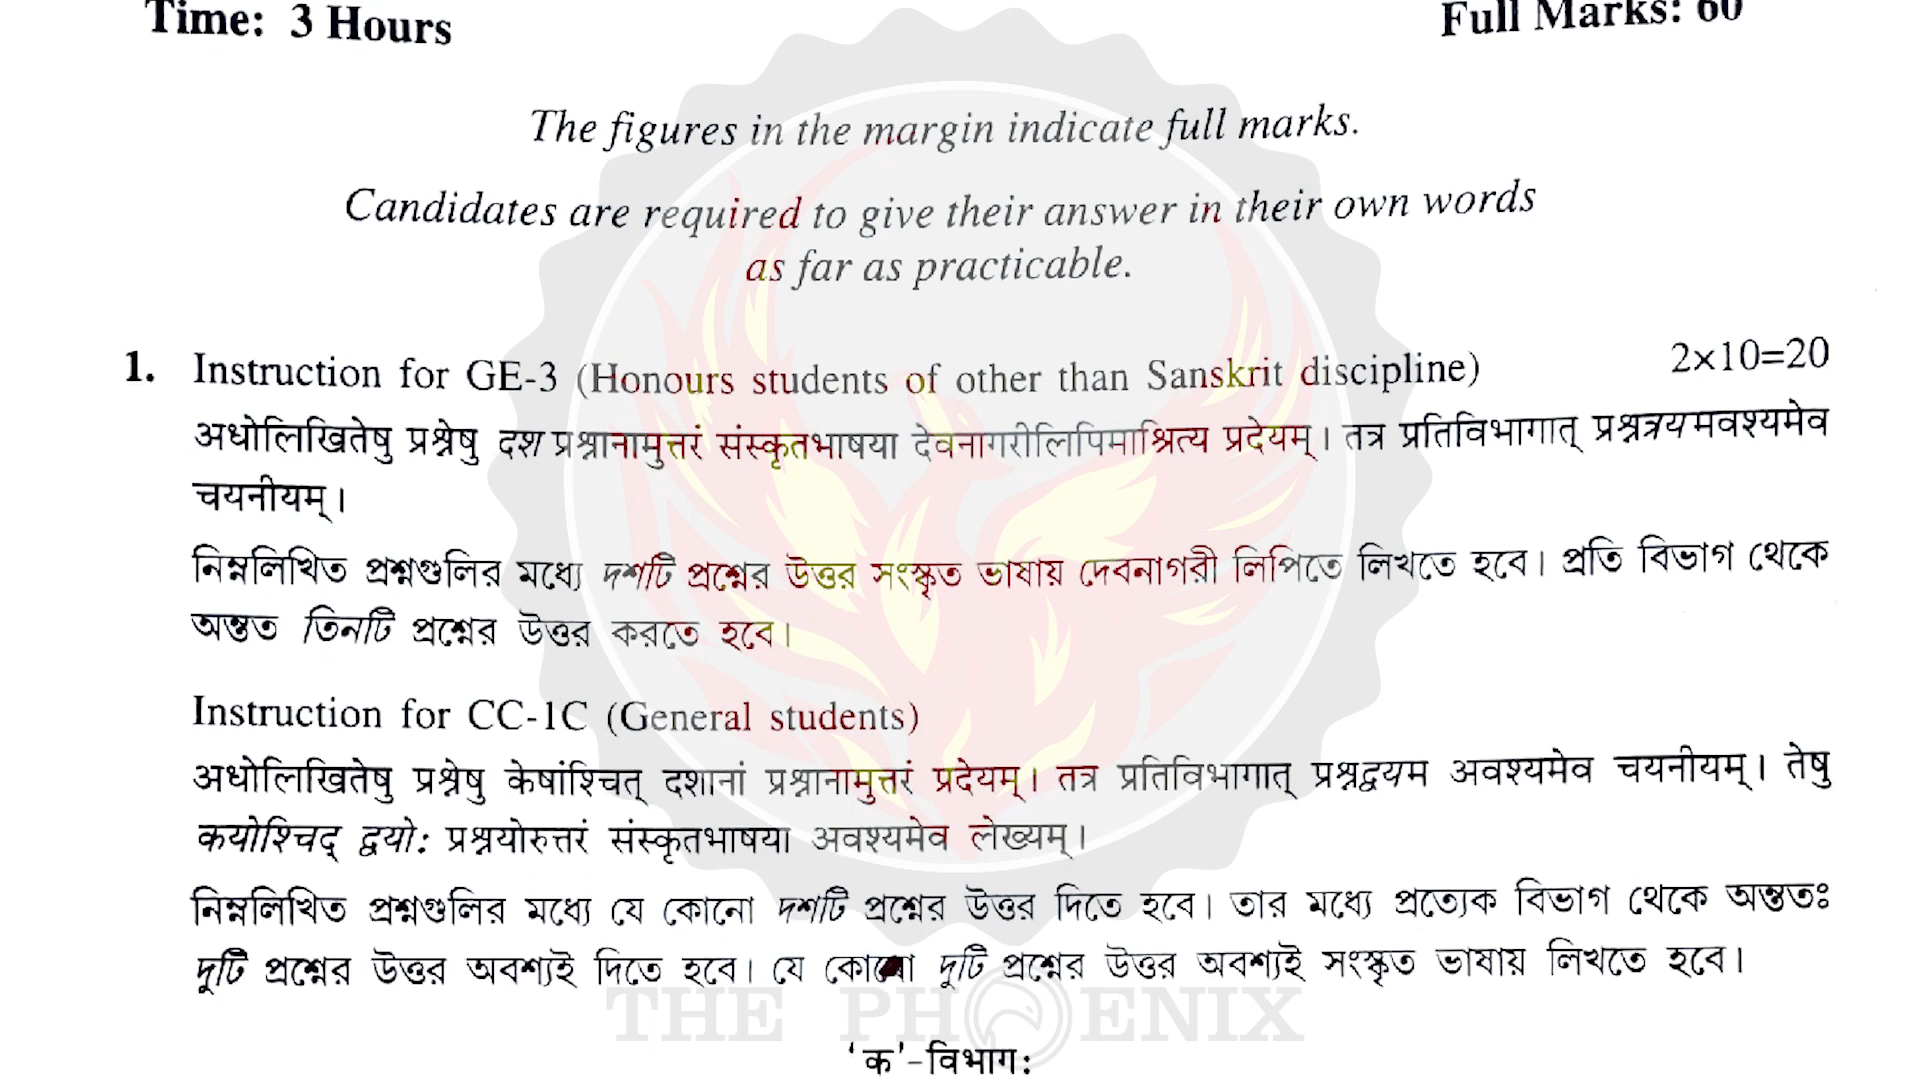 Time: 3 Hours
Full Marks: 60
The figures in the margin indicate full marks.
Candidates are required to give their answer in their own words
as far as practicable.
1. Instruction for GE-3 (Honours students of other than Sanskrit discipline) 2×10=20
अधोलिखितेषु प्रश्नेषु दश प्रश्नानामुत्तरं संस्कृतभाषया देवनागरीलिपिमाश्रित्य प्रदेयम्। तत्र प्रतिविभागात् प्रश्नत्रयमवश्यमेव
चयनीयम्।
নিম্নলিখিত প্রশ্নগুলির মধ্যে দশটি প্রশ্নের উত্তর সংস্কৃত ভাষায় দেবনাগরী লিপিতে লিখতে হবে। প্রতি বিভাগ থেকে
অন্তত তিনটি প্রশ্নের উত্তর করতে হবে।
Instruction for CC-1C (General students)
अधोलिखितेषु प्रश्नेषु केषांश्चित् दशानां प्रश्नानामुत्तरं प्रदेयम्। तत्र प्रतिविभागात् प्रश्नद्वयम अवश्यमेव चयनीयम्। तेषु
कयोश्चिद् द्वयो: प्रश्नयोरुत्तरं संस्कृतभाषया अवश्यमेव लेख्यम्।
নিম্নলিখিত প্রশ্নগুলির মধ্যে যে কোনো দশটি প্রশ্নের উত্তর দিতে হবে। তার মধ্যে প্রত্যেক বিভাগ থেকে অন্ততঃ
দুটি প্রশ্নের উত্তর অবশ্যই দিতে হবে। যে কোনো দুটি প্রশ্নের উত্তর অবশ্যই সংস্কৃত ভাষায় লিখতে হবে।
THE PHOENIX
'क'-विभाग: